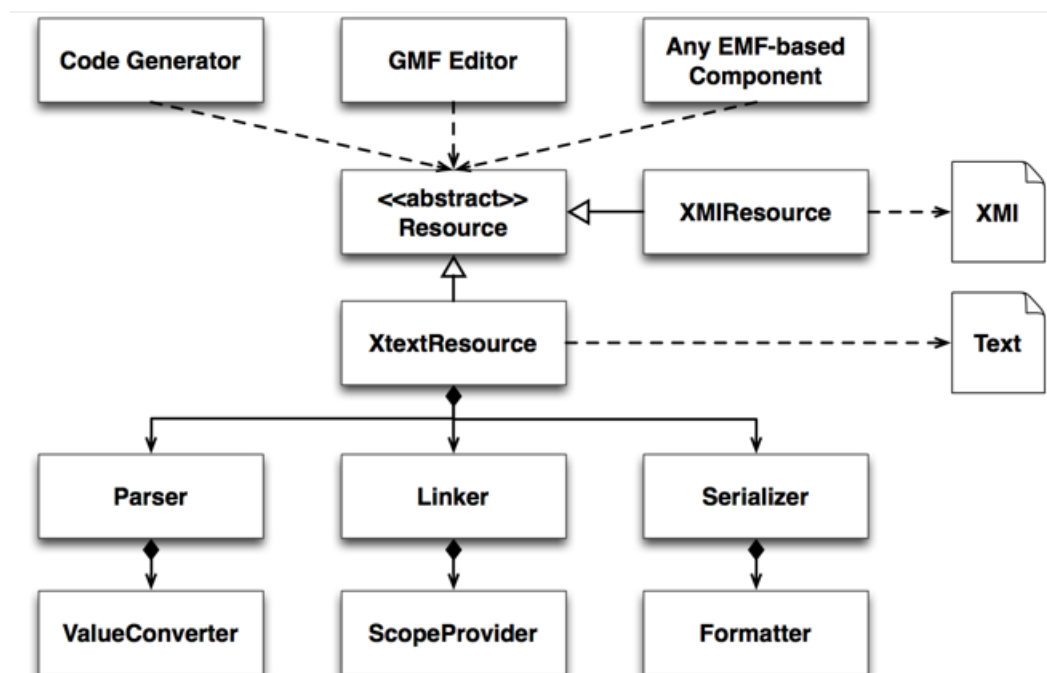 Code Generator
GMF Editor
Any EMF-based
Component
<<abstract>>
Resource
XMIResource
XMI
XtextResource
Text
Parser
Linker
Serializer
ValueConverter
ScopeProvider
Formatter